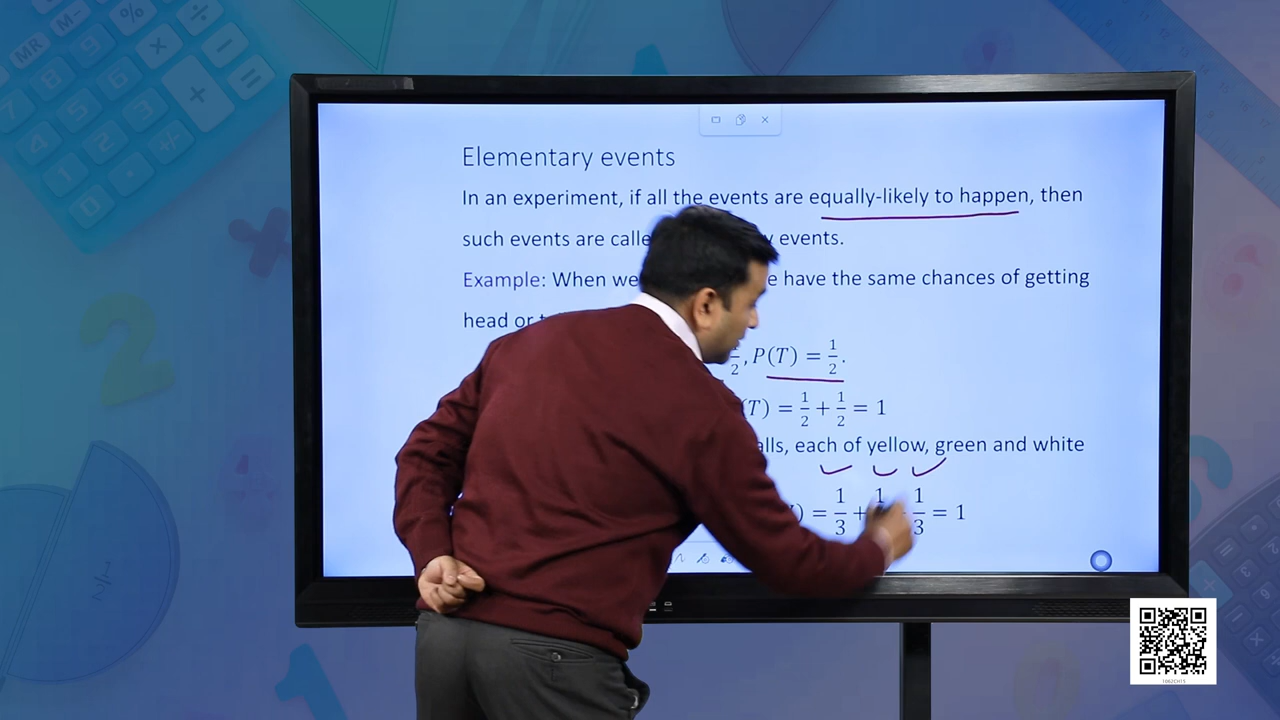 Elementary events
In an experiment, if all the events are equally-likely to happen, then
such events are events.
Example: When we have the same chances of getting
head or
2, P(T) = 1/2.
(T) = 1/2 + 1/2 = 1
each of yellow, green and white
) = 1/3 + 1 1/3 = 1